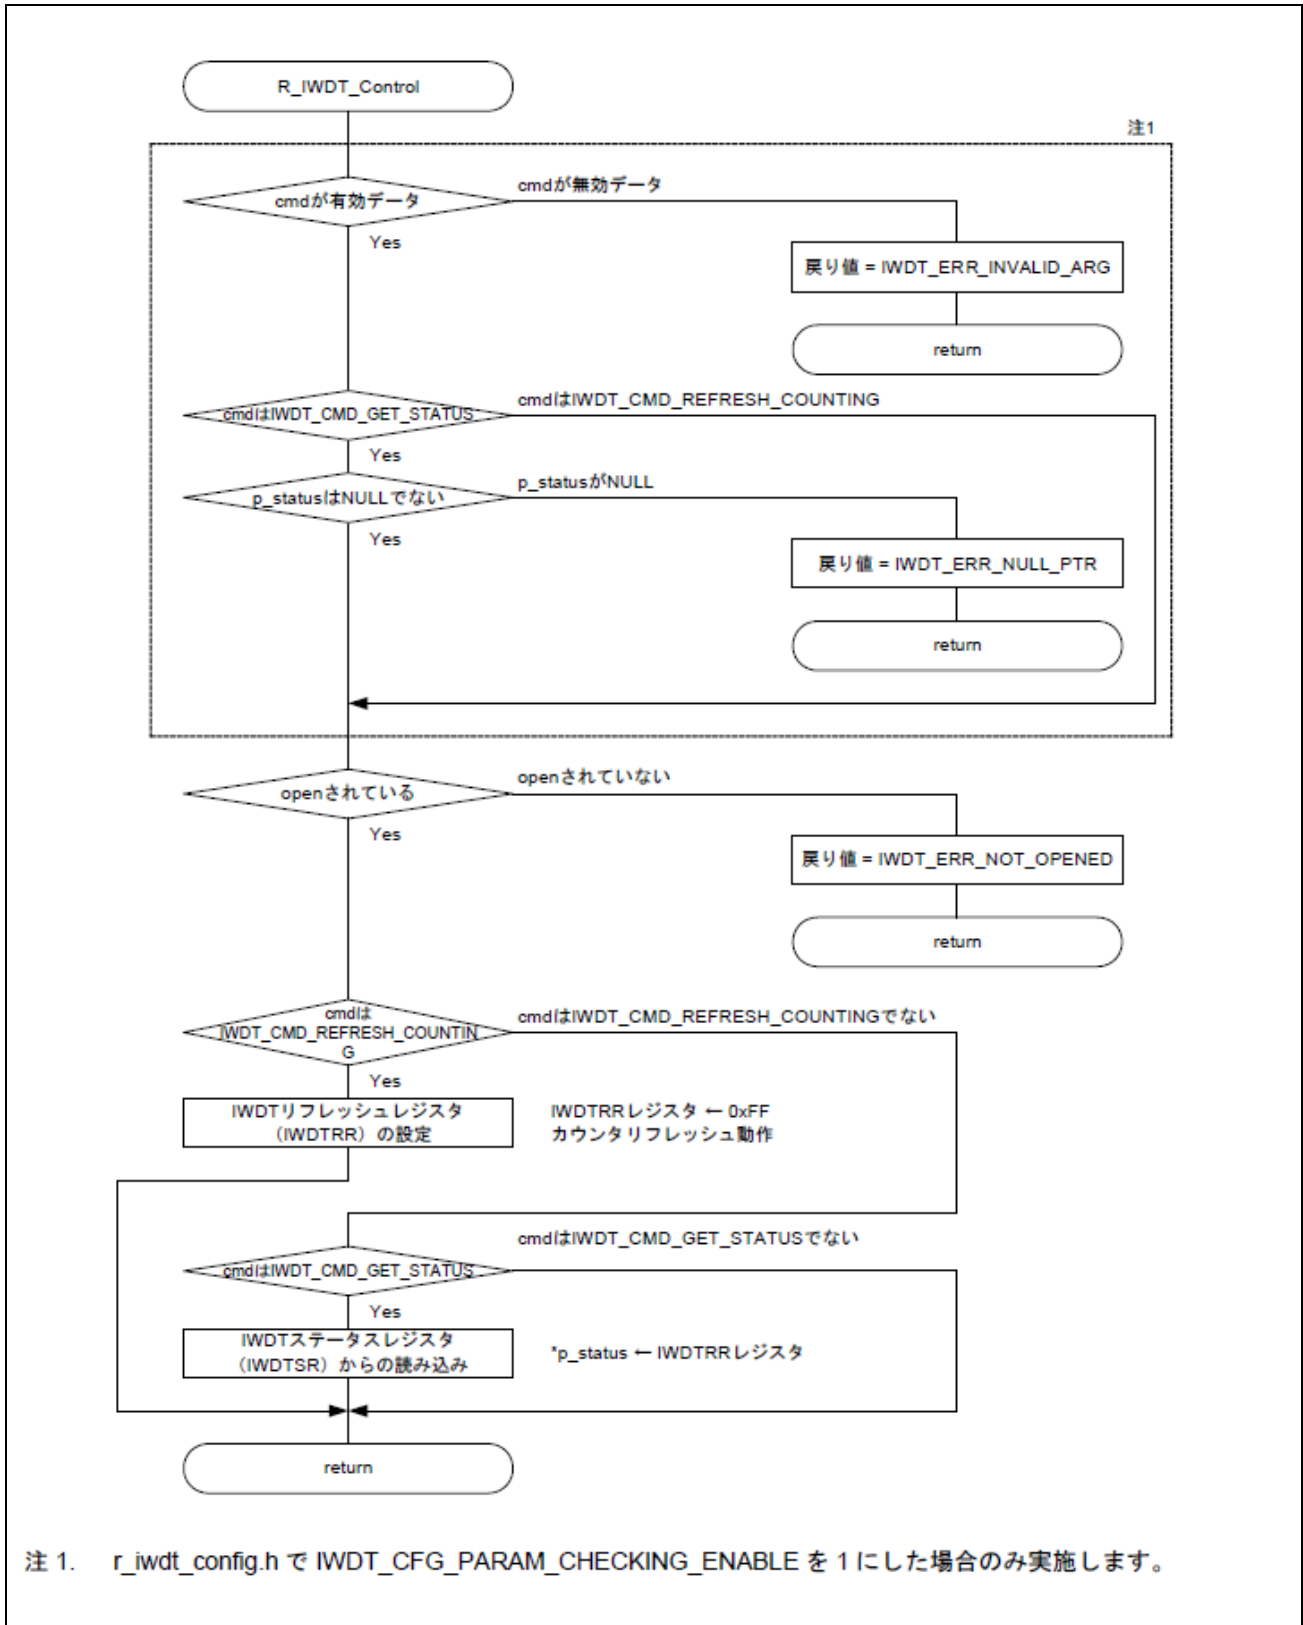 R_IWDT_Control
注1
cmdが有効データ
cmdが無効データ
Yes
戻り値 = IWDT_ERR_INVALID_ARG
return
cmdはIWDT_CMD_GET_STATUS
cmdはIWDT_CMD_REFRESH_COUNTING
Yes
p_statusはNULLでない
p_statusがNULL
Yes
戻り値 = IWDT_ERR_NULL_PTR
return
openされている
openされていない
Yes
戻り値 = IWDT_ERR_NOT_OPENED
return
cmdは
IWDT_CMD_REFRESH_COUNTIN
G
cmdはIWDT_CMD_REFRESH_COUNTINGでない
Yes
IWDTリフレッシュレジスタ
（IWDTRR）の設定
IWDTRRレジスタ ← 0xFF
カウンタリフレッシュ動作
cmdはIWDT_CMD_GET_STATUSでない
cmdはIWDT_CMD_GET_STATUS
Yes
IWDTステータスレジスタ
（IWDTSR）からの読み込み
*p_status ← IWDTRRレジスタ
return
注 1. r_iwdt_config.h で IWDT_CFG_PARAM_CHECKING_ENABLE を 1 にした場合のみ実施します。